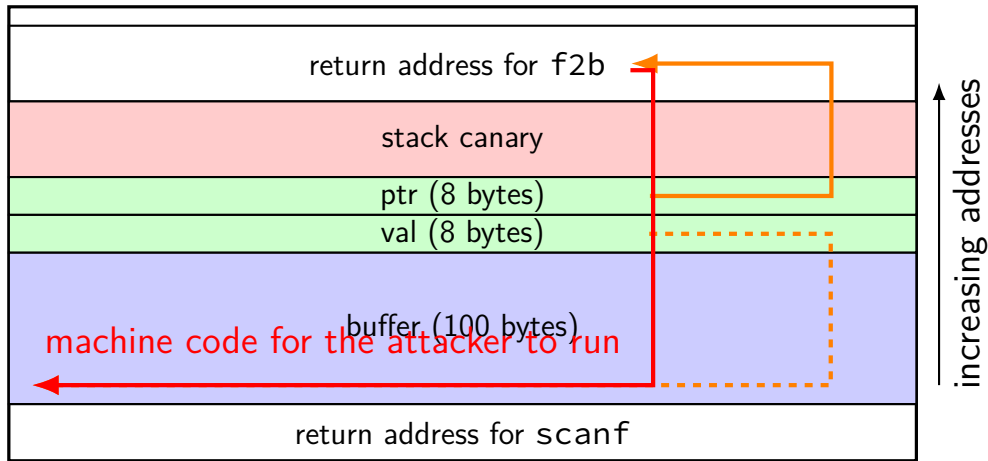 return address for f2b
stack canary
ptr (8 bytes)
val (8 bytes)
buffer (100 bytes)
machine code for the attacker to run
return address for scanf
increasing addresses